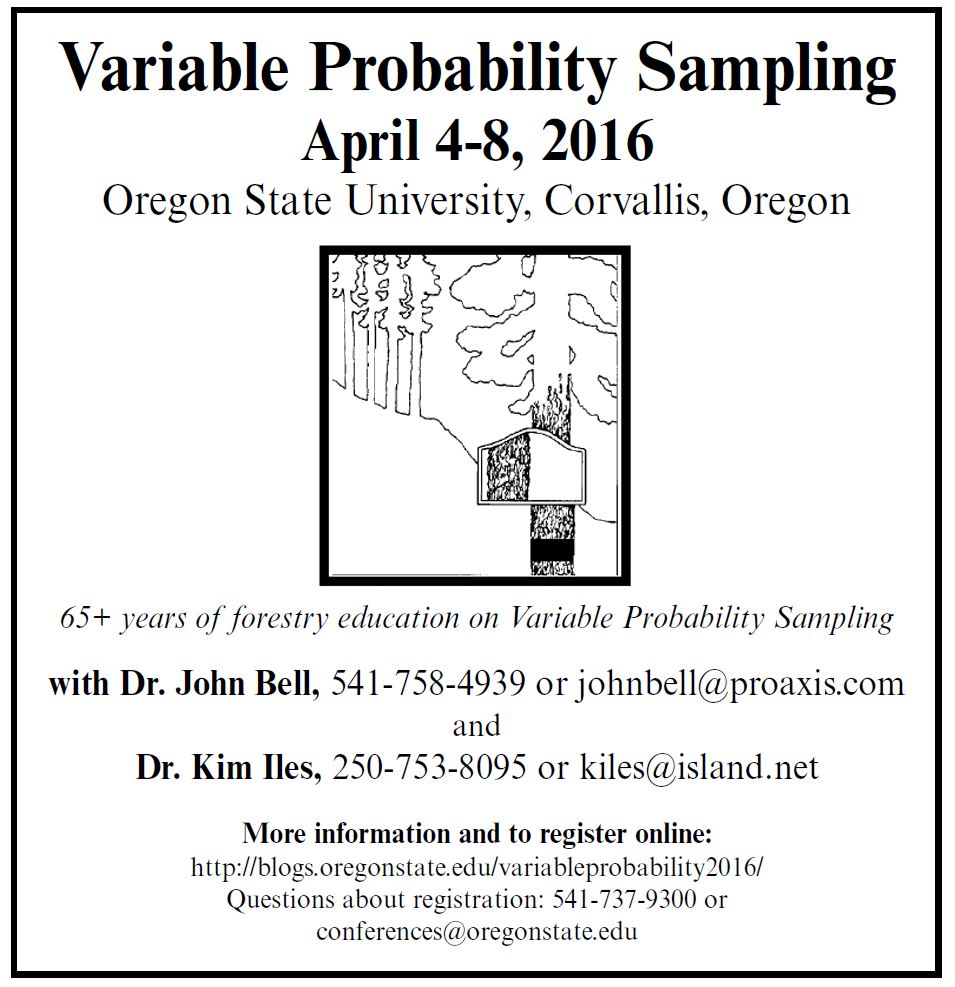 Variable Probability Sampling
April 4-8, 2016
Oregon State University, Corvallis, Oregon
65+ years of forestry education on Variable Probability Sampling
with Dr. John Bell, 541-758-4939 or johnbell@proaxis.com
and
Dr. Kim Iles, 250-753-8095 or kiles@island.net
More information and to register online:
http://blogs.oregonstate.edu/variableprobability2016/
Questions about registration: 541-737-9300 or
conferences@oregonstate.edu